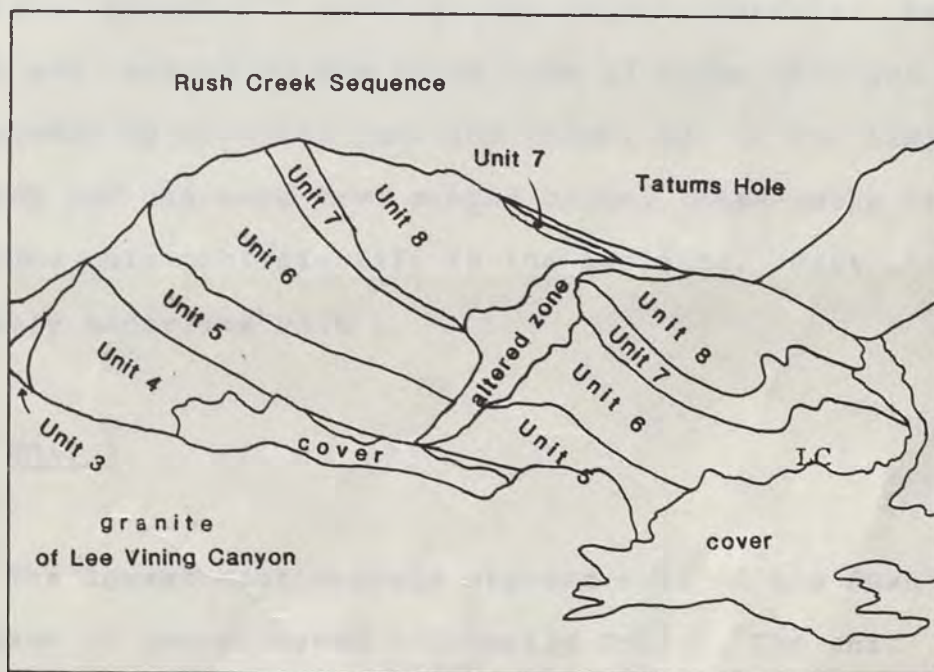 Rush Creek Sequence
Unit 7
Tatums Hole
Unit 7
Unit 8
Unit 6
Unit 5
Unit 4
Unit 3
altered zone
Unit 8
Unit 7
Unit 6
Unit 5
cover
I.C
cover
granite
of Lee Vining Canyon